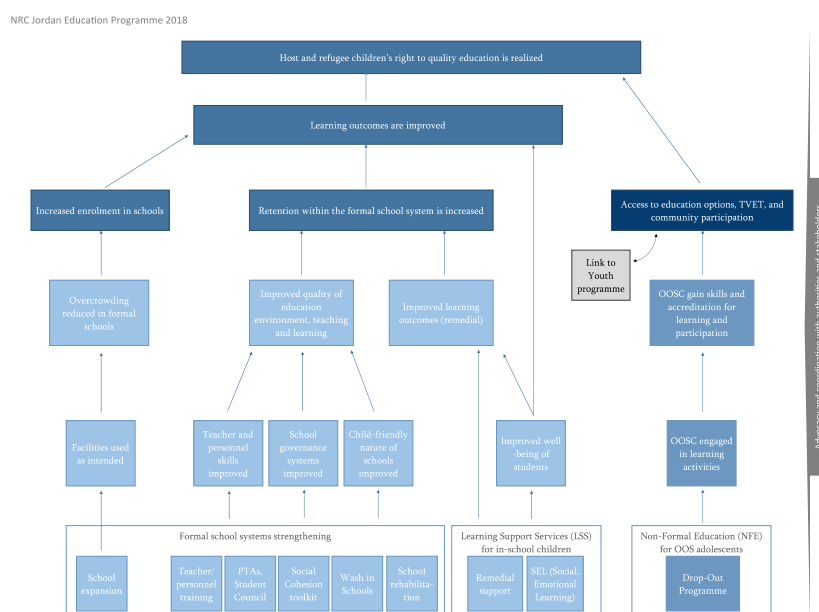 NRC Jordan Education Programme 2018
Host and refugee children's right to quality education is realized
Learning outcomes are improved
Increased enrolment in schools
Retention within the formal school system is increased
Access to education options, TVET, and
community participation
Link to
Youth
programme
Overcrowding
reduced in formal
schools
Improved quality of
education
environment, teaching
and learning
Improved learning
outcomes (remedial)
OOSC gain skills and
accreditation for
learning and
participation
Facilities used
as intended
Teacher and
personnel
skills
improved
School
governance
systems
improved
Child-friendly
nature of
schools
improved
Improved well
-being of
students
OOSC engaged
in learning
activities
Formal school systems strengthening
Learning Support Services (LSS)
for in-school children
Non-Formal Education (NFE)
for OOS adolescents
School
expansion
Teacher/
personnel
training
PTAs,
Student
Council
Social
Cohesion
toolkit
Wash in
Schools
School
rehabilita-
tion
Remedial
support
SEL (Social,
Emotional
Learning)
Drop-Out
Programme
Advocacy and coordination with authorities and stakeholders